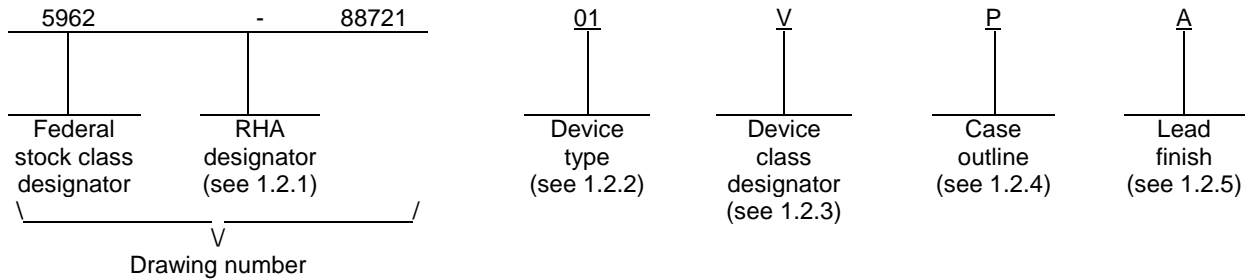 5962 - 88721 01 V P A
Federal stock class designator
RHA designator (see 1.2.1)
Device type (see 1.2.2)
Device class designator (see 1.2.3)
Case outline (see 1.2.4)
Lead finish (see 1.2.5)
\ /
\/
Drawing number